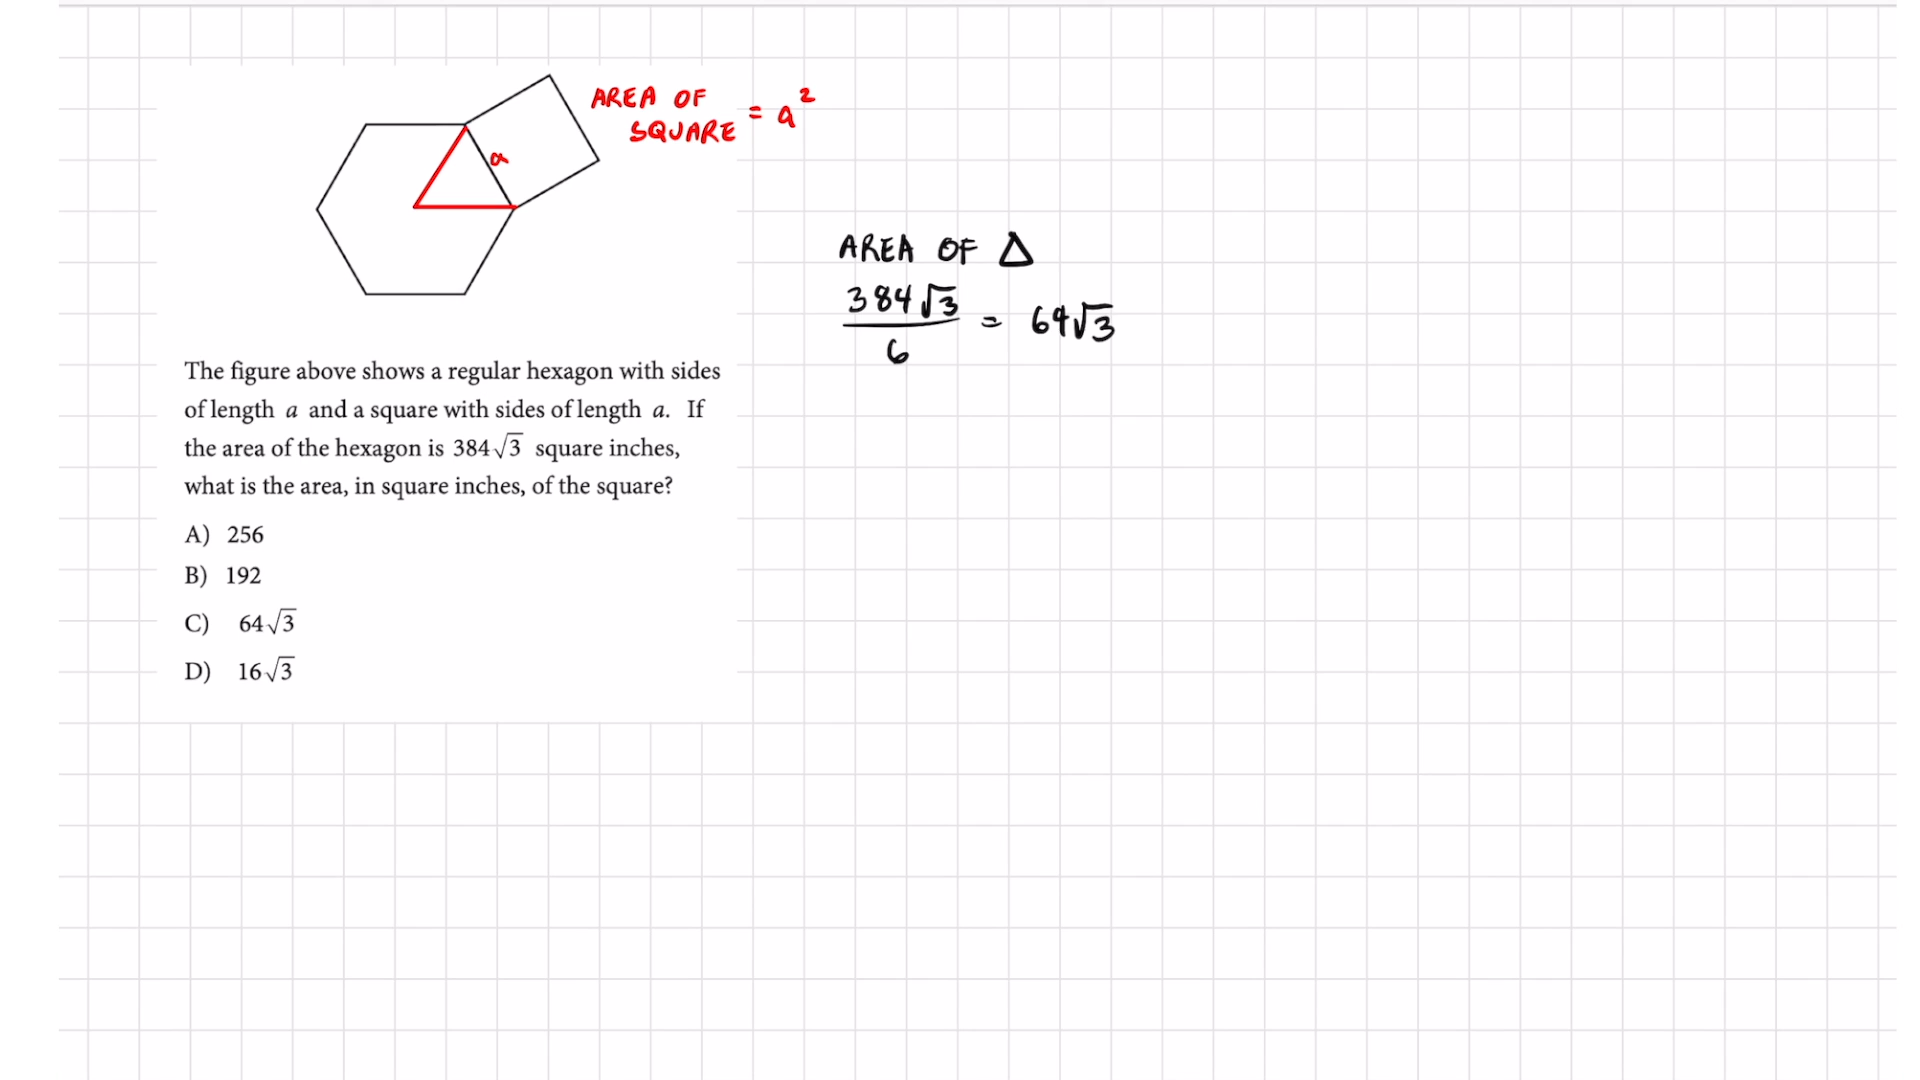 AREA OF
SQUARE = a²
a
AREA OF △
384√3
= 64√3
6
The figure above shows a regular hexagon with sides
of length a and a square with sides of length a. If
the area of the hexagon is 384√3 square inches,
what is the area, in square inches, of the square?
A) 256
B) 192
C) 64√3
D) 16√3